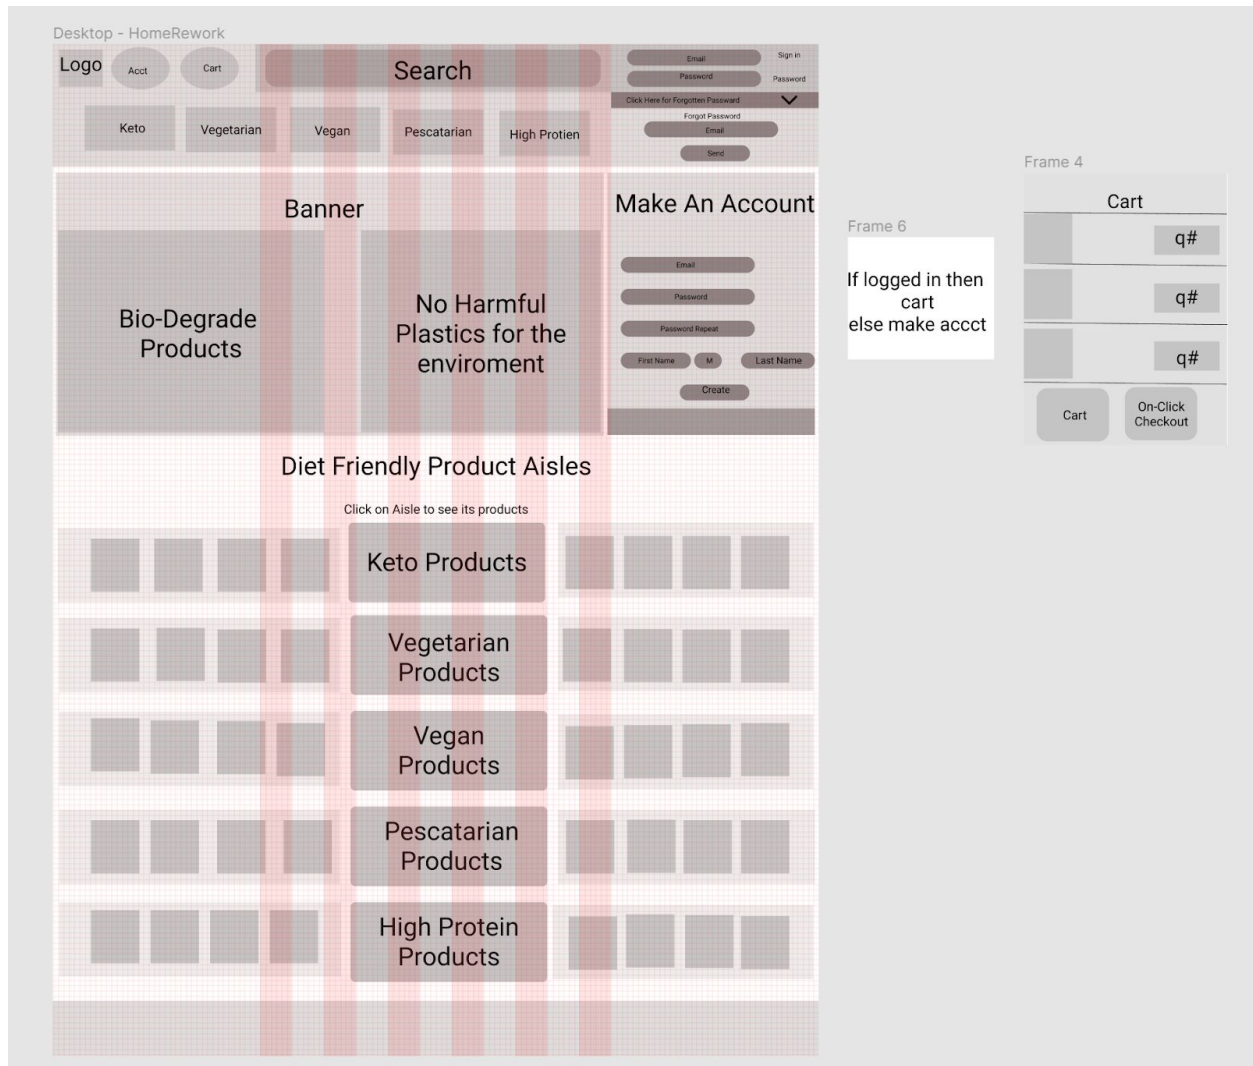 Desktop - HomeRework
Logo
Acct
Cart
Search
Email
Sign in
Password
Password
Click Here for Forgotten Passward
Forgot Password
Email
Send
Keto
Vegetarian
Vegan
Pescatarian
High Protien
Banner
Bio-Degrade
Products
No Harmful
Plastics for the
enviroment
Make An Account
Email
Password
Password Repeat
First Name
M
Last Name
Create
Diet Friendly Product Aisles
Click on Aisle to see its products
Keto Products
Vegetarian
Products
Vegan
Products
Pescatarian
Products
High Protein
Products
Frame 6
If logged in then
cart
else make accct
Frame 4
Cart
q#
q#
q#
Cart
On-Click
Checkout